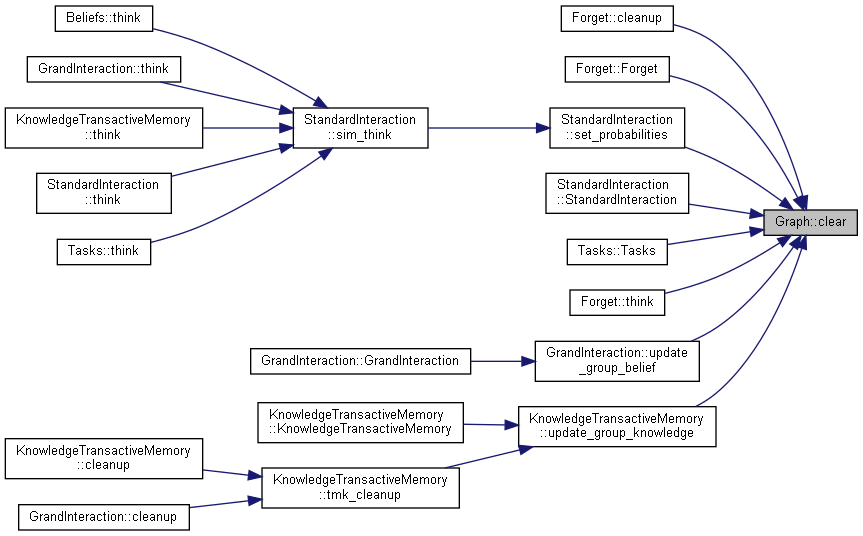 Beliefs::think
GrandInteraction::think
KnowledgeTransactiveMemory
::think
StandardInteraction
::think
Tasks::think
StandardInteraction
::sim_think
Forget::cleanup
Forget::Forget
StandardInteraction
::set_probabilities
StandardInteraction
::StandardInteraction
Tasks::Tasks
Forget::think
Graph::clear
GrandInteraction::GrandInteraction
GrandInteraction::update
_group_belief
KnowledgeTransactiveMemory
::KnowledgeTransactiveMemory
KnowledgeTransactiveMemory
::update_group_knowledge
KnowledgeTransactiveMemory
::cleanup
GrandInteraction::cleanup
KnowledgeTransactiveMemory
::tmk_cleanup